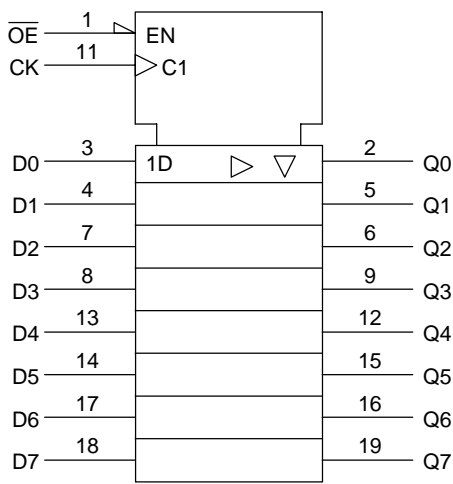 O̅E̅ 1 EN
CK 11 C1
D0 3 1D 2 Q0
D1 4 5 Q1
D2 7 6 Q2
D3 8 9 Q3
D4 13 12 Q4
D5 14 15 Q5
D6 17 16 Q6
D7 18 19 Q7